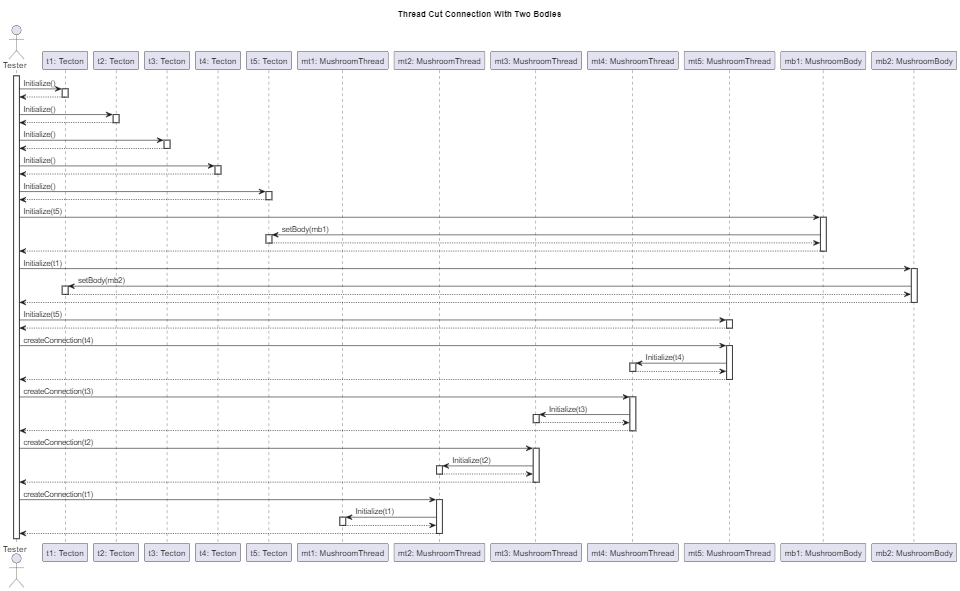 Thread Cut Connection With Two Bodies
Tester
t1: Tecton t2: Tecton t3: Tecton t4: Tecton t5: Tecton mt1: MushroomThread mt2: MushroomThread mt3: MushroomThread mt4: MushroomThread mt5: MushroomThread mb1: MushroomBody mb2: MushroomBody
Initialize()
Initialize()
Initialize()
Initialize()
Initialize()
Initialize(t5)
setBody(mb1)
Initialize(t1)
setBody(mb2)
Initialize(t5)
createConnection(t4)
Initialize(t4)
createConnection(t3)
Initialize(t3)
createConnection(t2)
Initialize(t2)
createConnection(t1)
Initialize(t1)
Tester
t1: Tecton t2: Tecton t3: Tecton t4: Tecton t5: Tecton mt1: MushroomThread mt2: MushroomThread mt3: MushroomThread mt4: MushroomThread mt5: MushroomThread mb1: MushroomBody mb2: MushroomBody